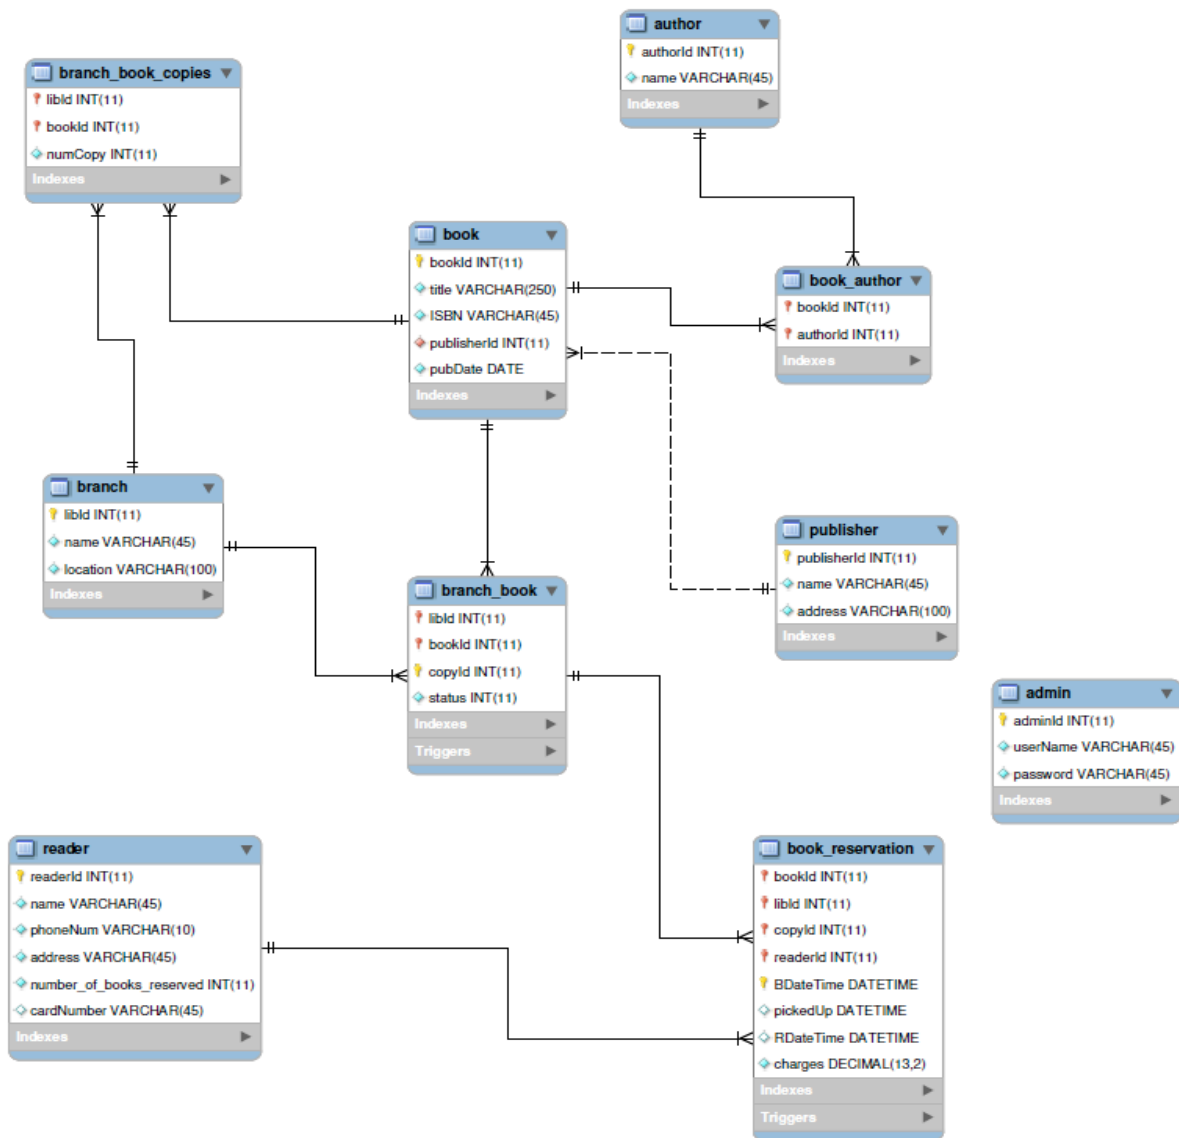 author
authorId INT(11)
name VARCHAR(45)
Indexes
branch_book_copies
libId INT(11)
bookId INT(11)
numCopy INT(11)
Indexes
book
bookId INT(11)
title VARCHAR(250)
ISBN VARCHAR(45)
publisherId INT(11)
pubDate DATE
Indexes
book_author
bookId INT(11)
authorId INT(11)
Indexes
branch
libId INT(11)
name VARCHAR(45)
location VARCHAR(100)
Indexes
publisher
publisherId INT(11)
name VARCHAR(45)
address VARCHAR(100)
Indexes
branch_book
libId INT(11)
bookId INT(11)
copyId INT(11)
status INT(11)
Indexes
Triggers
admin
adminId INT(11)
userName VARCHAR(45)
password VARCHAR(45)
Indexes
reader
readerId INT(11)
name VARCHAR(45)
phoneNum VARCHAR(10)
address VARCHAR(45)
number_of_books_reserved INT(11)
cardNumber VARCHAR(45)
Indexes
book_reservation
bookId INT(11)
libId INT(11)
copyId INT(11)
readerId INT(11)
BDateTime DATETIME
pickedUp DATETIME
RDateTime DATETIME
charges DECIMAL(13,2)
Indexes
Triggers